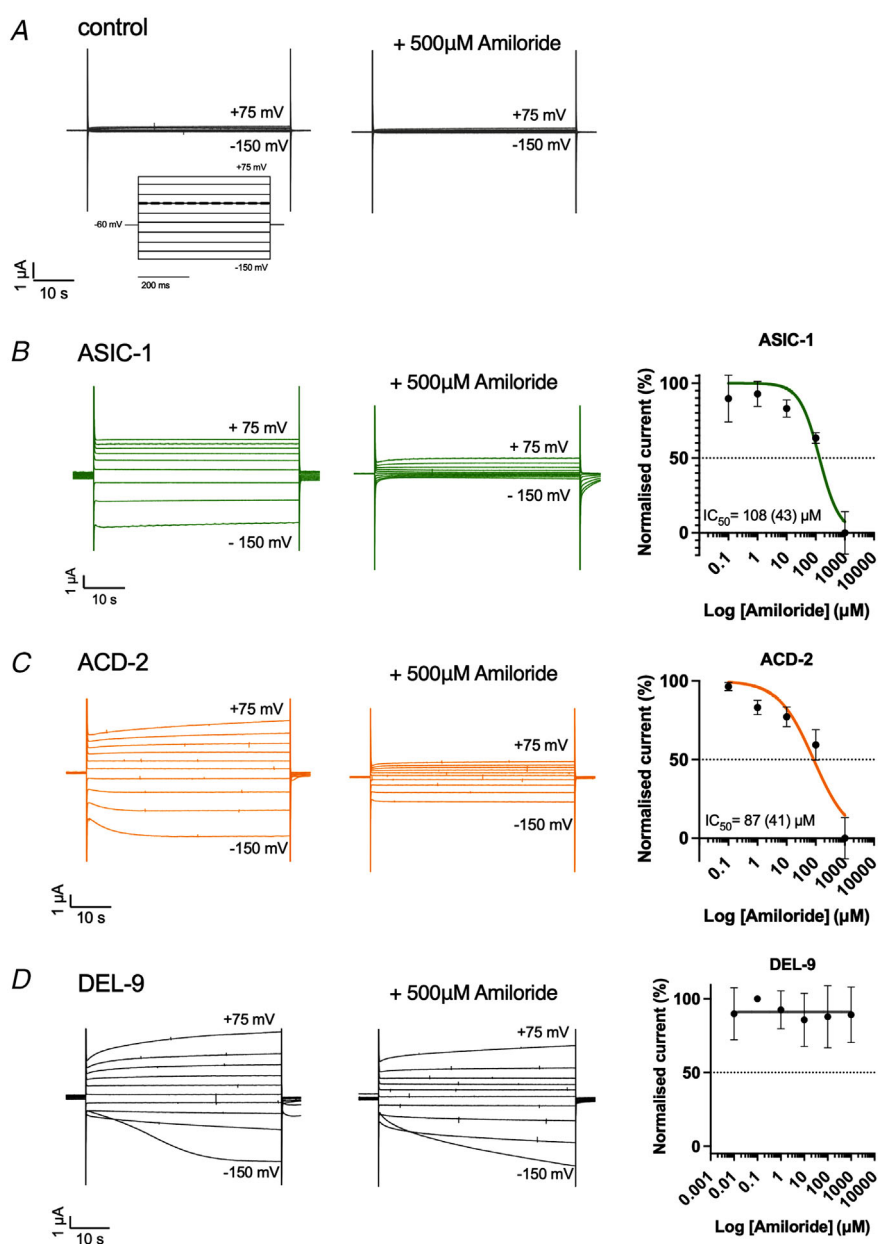 A
control
+ 500μM Amiloride
+75 mV
-150 mV
+75 mV
-60 mV
-150 mV
200 ms
1 μA
10 s
+75 mV
-150 mV
B
ASIC-1
+ 500μM Amiloride
+ 75 mV
- 150 mV
1 μA
10 s
+ 75 mV
- 150 mV
ASIC-1
Normalised current (%)
100
50
0
IC50= 108 (43) μM
0.1
1
10
100
1000
10000
Log [Amiloride] (μM)
C
ACD-2
+ 500μM Amiloride
+75 mV
-150 mV
1 μA
10 s
+75 mV
-150 mV
ACD-2
Normalised current (%)
100
50
0
IC50= 87 (41) μM
0.1
1
10
100
1000
10000
Log [Amiloride] (μM)
D
DEL-9
+ 500μM Amiloride
+75 mV
-150 mV
1 μA
10 s
+75 mV
-150 mV
DEL-9
Normalised current (%)
100
50
0
0.001
0.01
0.1
1
10
100
1000
10000
Log [Amiloride] (μM)